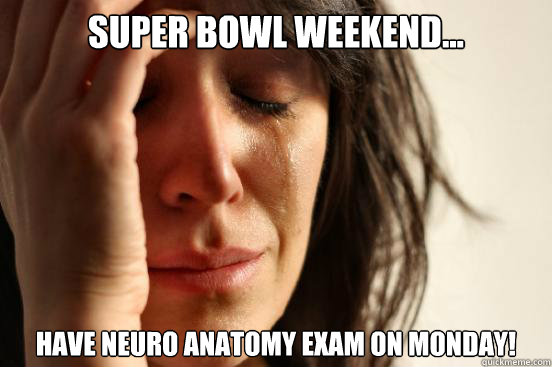 SUPER BOWL WEEKEND...
HAVE NEURO ANATOMY EXAM ON MONDAY!
quickmeme.com